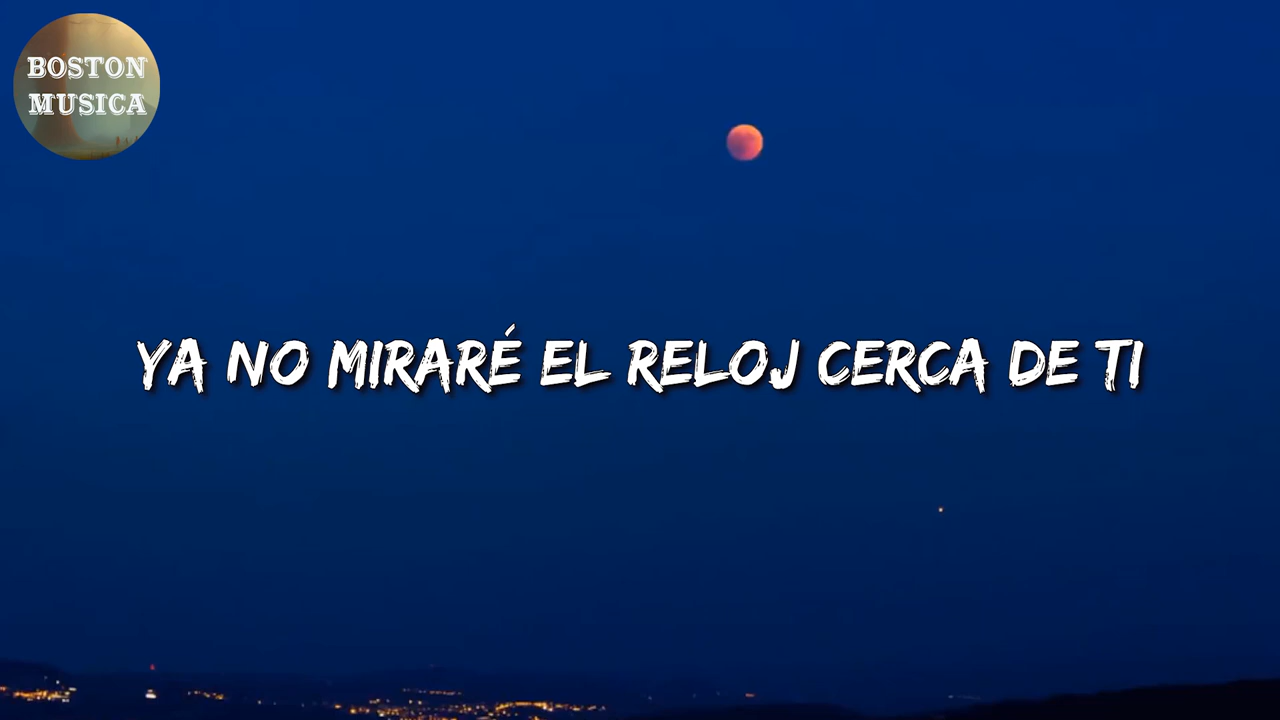 BOSTON
MUSICA
YA NO MIRARÉ EL RELOJ CERCA DE TI